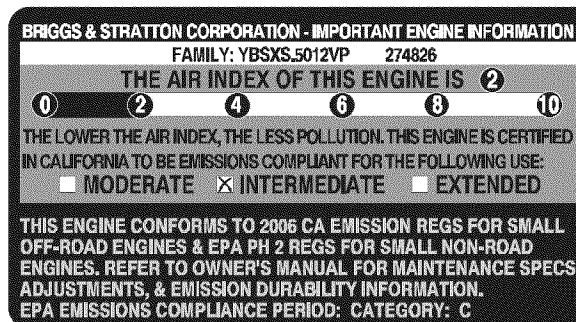 BRIGGS & STRATTON CORPORATION - IMPORTANT ENGINE INFORMATION
FAMILY: YBSXS.5012VP 274826
THE AIR INDEX OF THIS ENGINE IS 2
0 2 4 6 8 10
THE LOWER THE AIR INDEX, THE LESS POLLUTION. THIS ENGINE IS CERTIFIED
IN CALIFORNIA TO BE EMISSIONS COMPLIANT FOR THE FOLLOWING USE:
☐ MODERATE ☒ INTERMEDIATE ☐ EXTENDED
THIS ENGINE CONFORMS TO 2006 CA EMISSION REGS FOR SMALL
OFF-ROAD ENGINES & EPA PH 2 REGS FOR SMALL NON-ROAD
ENGINES. REFER TO OWNER'S MANUAL FOR MAINTENANCE SPECS,
ADJUSTMENTS, & EMISSION DURABILITY INFORMATION.
EPA EMISSIONS COMPLIANCE PERIOD: CATEGORY: C